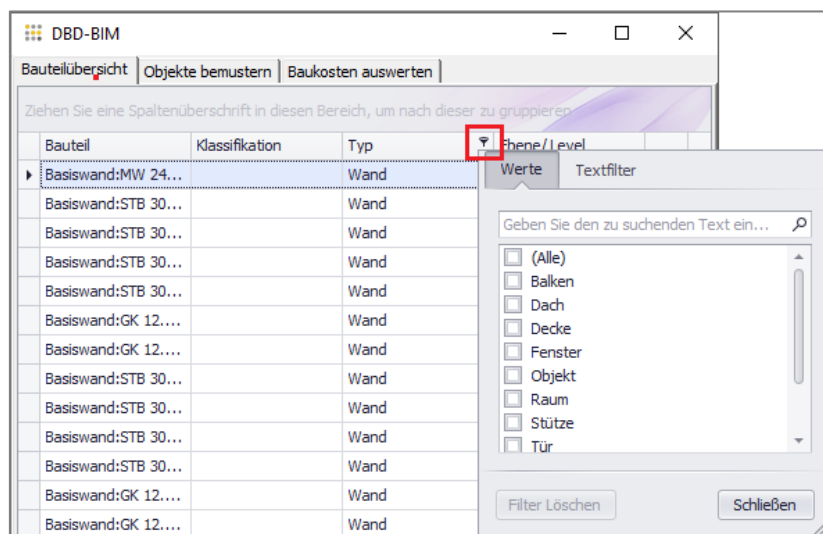 DBD-BIM
Bauteilübersicht Objekte bemustern Baukosten auswerten
Ziehen Sie eine Spaltenüberschrift in diesen Bereich, um nach dieser zu gruppieren
Bauteil Klassifikation Typ Ebene/Level
Basiswand:MW 24... Wand
Basiswand:STB 30... Wand
Basiswand:STB 30... Wand
Basiswand:STB 30... Wand
Basiswand:STB 30... Wand
Basiswand:GK 12.... Wand
Basiswand:GK 12.... Wand
Basiswand:STB 30... Wand
Basiswand:STB 30... Wand
Basiswand:STB 30... Wand
Basiswand:STB 30... Wand
Basiswand:GK 12.... Wand
Basiswand:GK 12.... Wand
Werte Textfilter
Geben Sie den zu suchenden Text ein...
(Alle)
Balken
Dach
Decke
Fenster
Objekt
Raum
Stütze
Tür
Filter Löschen Schließen